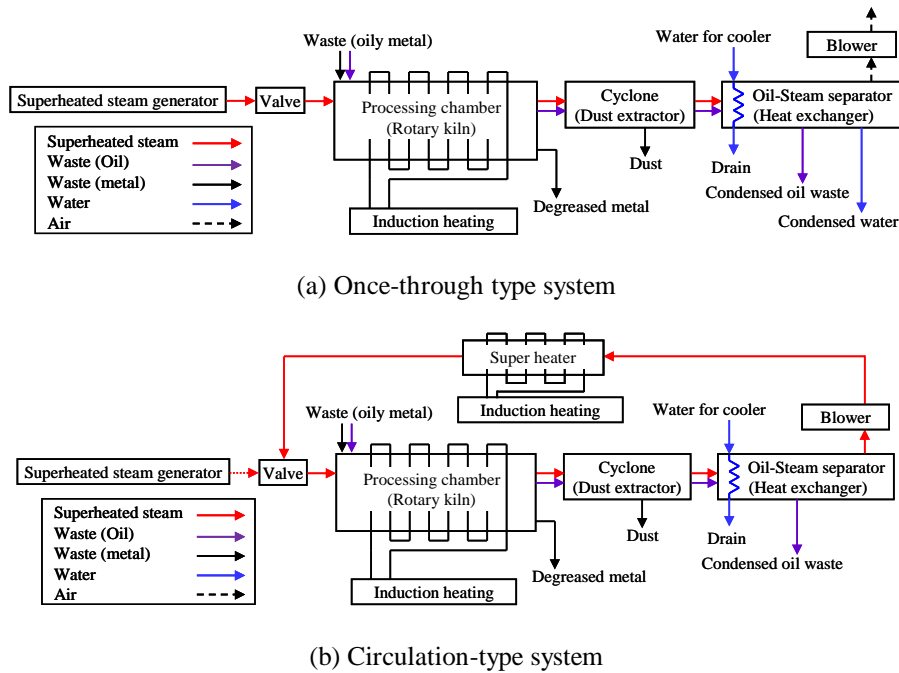 Waste (oily metal)
Water for cooler
Blower
Superheated steam generator
Valve
Processing chamber
(Rotary kiln)
Cyclone
(Dust extractor)
Oil-Steam separator
(Heat exchanger)
Superheated steam
Waste (Oil)
Waste (metal)
Water
Air
Dust
Drain
Condensed oil waste
Induction heating
Degreased metal
Condensed water
(a) Once-through type system
Super heater
Induction heating
Waste (oily metal)
Water for cooler
Blower
Superheated steam generator
Valve
Processing chamber
(Rotary kiln)
Cyclone
(Dust extractor)
Oil-Steam separator
(Heat exchanger)
Superheated steam
Waste (Oil)
Waste (metal)
Water
Air
Dust
Drain
Condensed oil waste
Induction heating
Degreased metal
(b) Circulation-type system